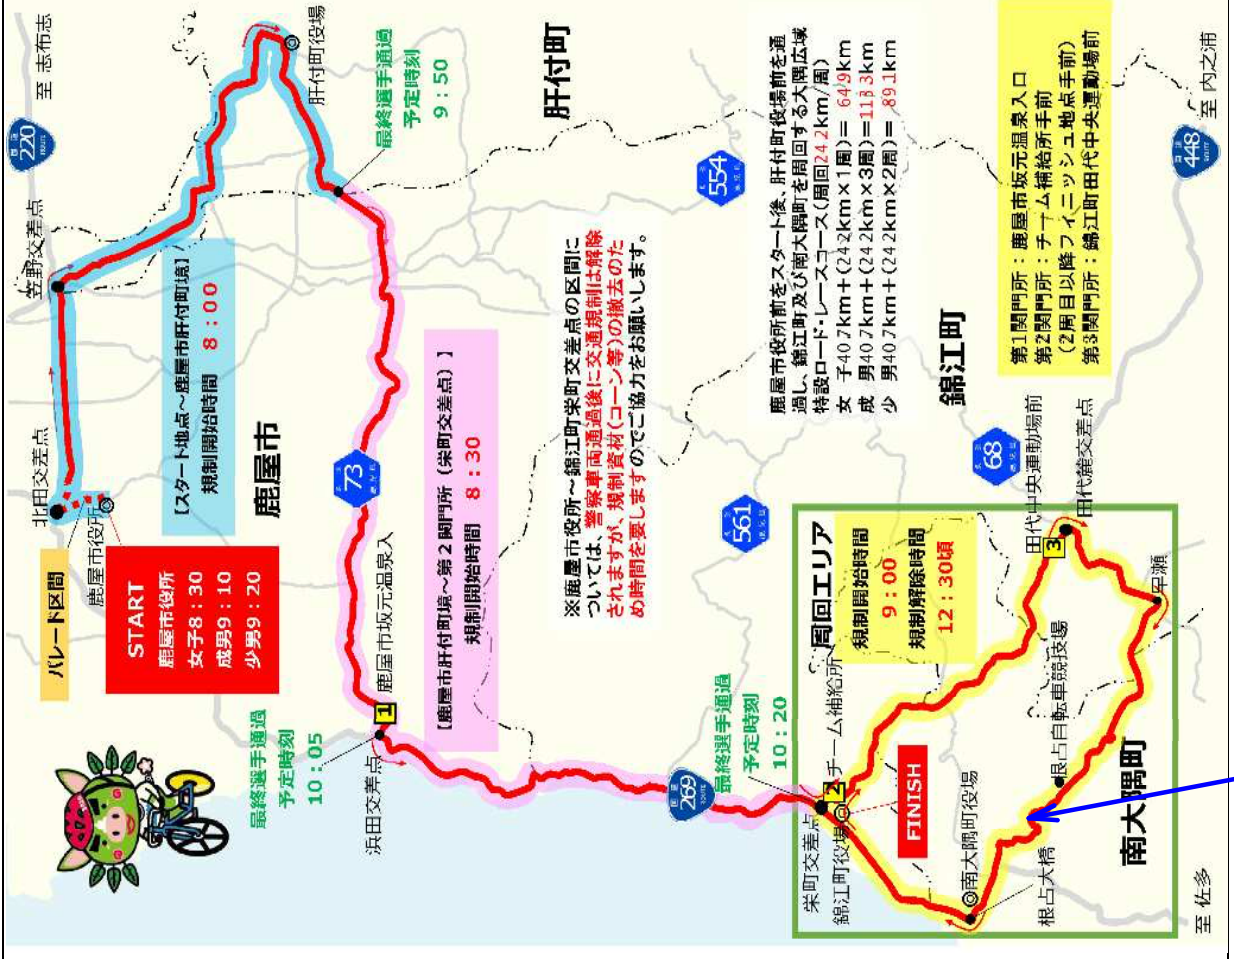 至 志布志
国道
220
ROUTE
笠野交差点
北田交差点
鹿屋市役所
パレード区間
START
鹿屋市役所
女子8：30
成男9：10
少男9：20
【スタート地点～鹿屋市肝付町境】
規制開始時間 8：00
鹿屋市
肝付町役場
最終選手通過
予定時刻
9：50
肝付町
73
鹿屋市坂元温泉入
1
浜田交差点
最終選手通過
予定時刻
10：05
【鹿屋市肝付町境～第２関門所（栄町交差点）】
規制開始時間 8：30
※鹿屋市役所～錦江町栄町交差点の区間に
ついては、警察車両通過後に交通規制は解除
されますが、規制資材（コーン等）の撤去のた
め時間を要しますのでご協力をお願いします。
554
561
68
国道
269
ROUTE
最終選手通過
予定時刻
10：20
鹿屋市役所前をスタート後、肝付町役場前を通
過し、錦江町及び南大隅町を周回する大隅広域
特設ロード・レースコース(周回24.2km/周)
女 子40.7km＋(24.2km×1周)＝ 64.9km
成 男40.7km＋(24.2km×3周)＝113.3km
少 男40.7km＋(24.2km×2周)＝ 89.1km
錦江町
第1関門所：鹿屋市坂元温泉入口
第2関門所：チーム補給所手前
(2周目以降フィニッシュ地点手前)
第3関門所：錦江町田代中央運動場前
国道
448
ROUTE
至 内之浦
周回エリア
規制開始時間
9：00
規制解除時間
12：30頃
栄町交差点
錦江町役場
2
チーム補給所
FINISH
田代中央運動場前
3
田代麓交差点
早瀬
根占自転車競技場
南大隅町役場
根占大橋
南大隅町
至 佐多